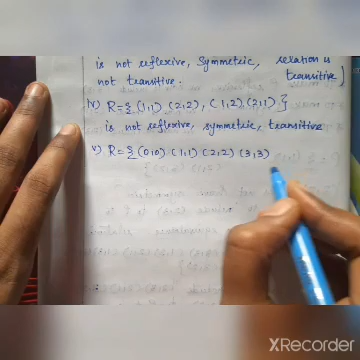 is not reflexive, Symmetric, relation is
not transitive. transitive]
iv) R={ (1,1), (2,2), (1,2), (2,1) }
is not reflexive, symmetric, transitive
v) R={ (0,0) (1,1) (2,2) (3,3)
XRecorder